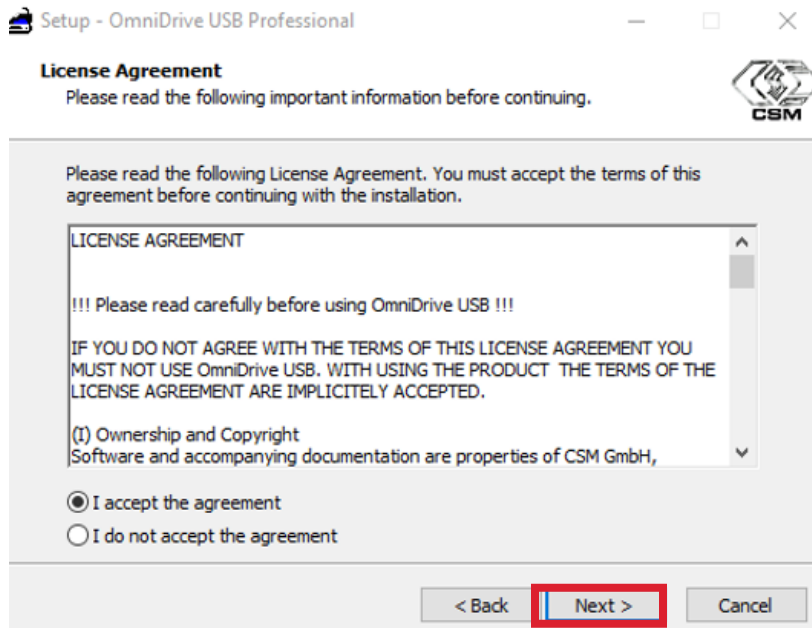 Setup - OmniDrive USB Professional
License Agreement
Please read the following important information before continuing.
CSM
Please read the following License Agreement. You must accept the terms of this
agreement before continuing with the installation.
LICENSE AGREEMENT
!!! Please read carefully before using OmniDrive USB !!!
IF YOU DO NOT AGREE WITH THE TERMS OF THIS LICENSE AGREEMENT YOU
MUST NOT USE OmniDrive USB. WITH USING THE PRODUCT  THE TERMS OF THE
LICENSE AGREEMENT ARE IMPLICITELY ACCEPTED.
(I) Ownership and Copyright
Software and accompanying documentation are properties of CSM GmbH,
I accept the agreement
I do not accept the agreement
< Back
Next >
Cancel